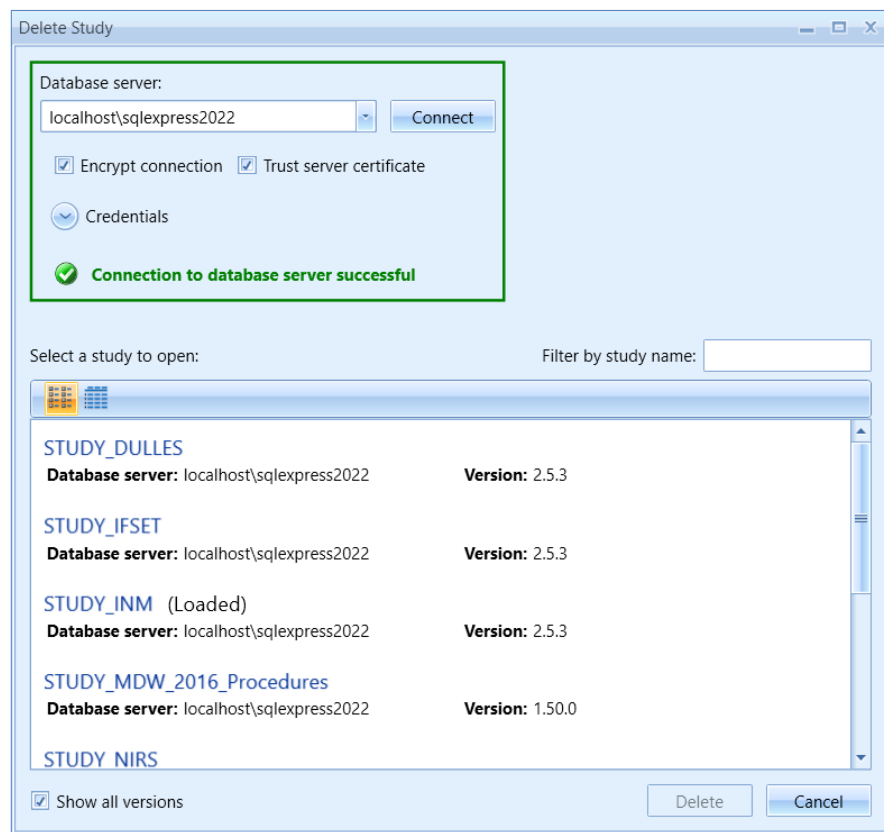 Delete Study
Database server:
localhost\sqlexpress2022
Connect
Encrypt connection
Trust server certificate
Credentials
Connection to database server successful
Select a study to open:
Filter by study name:
STUDY_DULLES
Database server: localhost\sqlexpress2022 Version: 2.5.3
STUDY_IFSET
Database server: localhost\sqlexpress2022 Version: 2.5.3
STUDY_INM (Loaded)
Database server: localhost\sqlexpress2022 Version: 2.5.3
STUDY_MDW_2016_Procedures
Database server: localhost\sqlexpress2022 Version: 1.50.0
STUDY_NIRS
Show all versions
Delete
Cancel